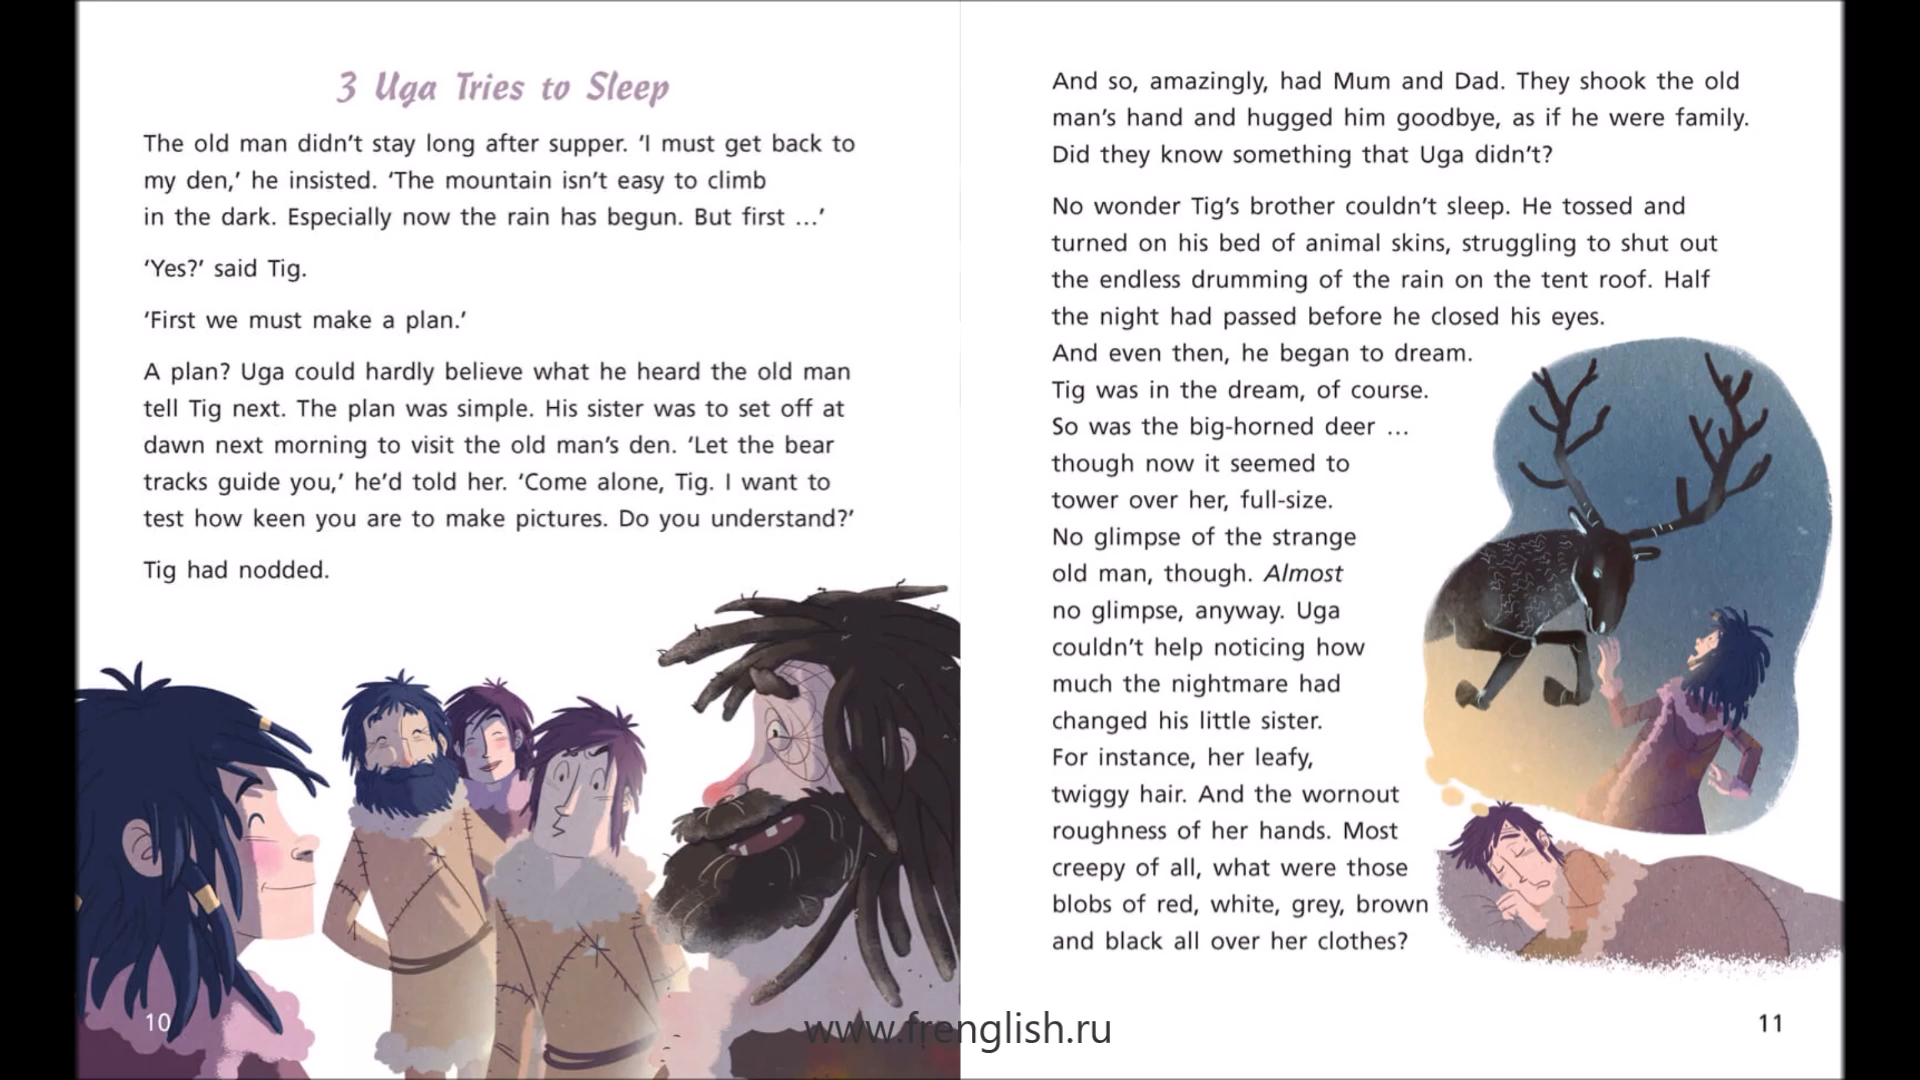 3 Uga Tries to Sleep
The old man didn’t stay long after supper. ‘I must get back to
my den,’ he insisted. ‘The mountain isn’t easy to climb
in the dark. Especially now the rain has begun. But first …’
‘Yes?’ said Tig.
‘First we must make a plan.’
A plan? Uga could hardly believe what he heard the old man
tell Tig next. The plan was simple. His sister was to set off at
dawn next morning to visit the old man’s den. ‘Let the bear
tracks guide you,’ he’d told her. ‘Come alone, Tig. I want to
test how keen you are to make pictures. Do you understand?’
Tig had nodded.
10
And so, amazingly, had Mum and Dad. They shook the old
man’s hand and hugged him goodbye, as if he were family.
Did they know something that Uga didn’t?
No wonder Tig’s brother couldn’t sleep. He tossed and
turned on his bed of animal skins, struggling to shut out
the endless drumming of the rain on the tent roof. Half
the night had passed before he closed his eyes.
And even then, he began to dream.
Tig was in the dream, of course.
So was the big-horned deer …
though now it seemed to
tower over her, full-size.
No glimpse of the strange
old man, though. Almost
no glimpse, anyway. Uga
couldn’t help noticing how
much the nightmare had
changed his little sister.
For instance, her leafy,
twiggy hair. And the wornout
roughness of her hands. Most
creepy of all, what were those
blobs of red, white, grey, brown
and black all over her clothes?
11
www.frenglish.ru